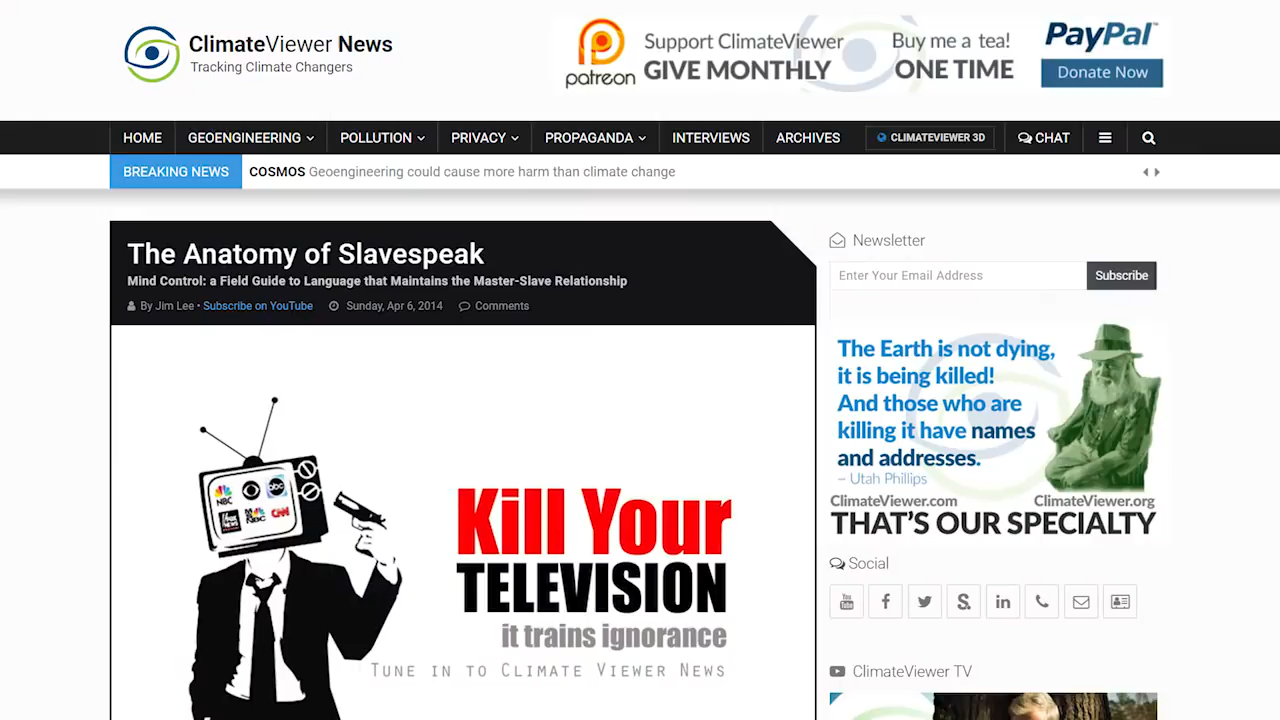 ClimateViewer News
Tracking Climate Changers
patreon
Support ClimateViewer
GIVE MONTHLY
Buy me a tea!
ONE TIME
PayPal
Donate Now
HOME GEOENGINEERING POLLUTION PRIVACY PROPAGANDA INTERVIEWS ARCHIVES CLIMATEVIEWER 3D CHAT
BREAKING NEWS COSMOS Geoengineering could cause more harm than climate change
The Anatomy of Slavespeak
Mind Control: a Field Guide to Language that Maintains the Master-Slave Relationship
By Jim Lee • Subscribe on YouTube Sunday, Apr 6, 2014 Comments
NBC
abc
FOX
NEWS
MSNBC
CNN
Kill Your
TELEVISION
it trains ignorance
TUNE IN TO CLIMATE VIEWER NEWS
Newsletter
Enter Your Email Address Subscribe
The Earth is not dying,
it is being killed!
And those who are
killing it have names
and addresses.
– Utah Phillips
ClimateViewer.com ClimateViewer.org
THAT'S OUR SPECIALTY
Social
You
Tube
ClimateViewer TV